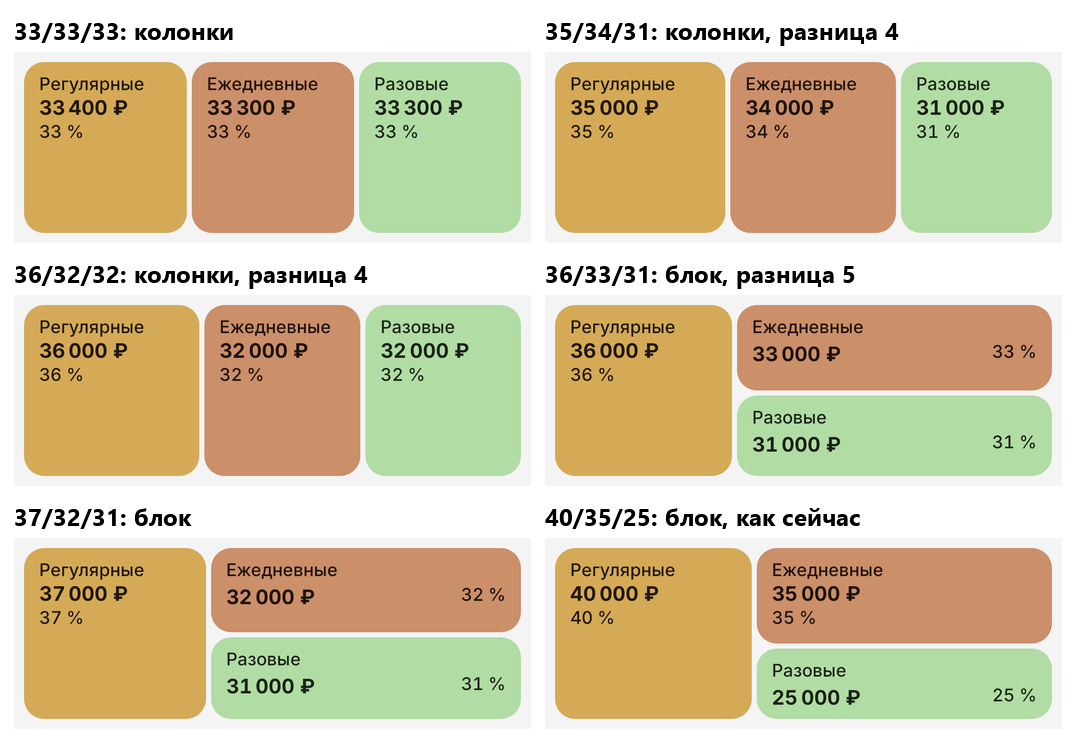 33/33/33: колонки
Регулярные
33 400 ₽
33 %
Ежедневные
33 300 ₽
33 %
Разовые
33 300 ₽
33 %
35/34/31: колонки, разница 4
Регулярные
35 000 ₽
35 %
Ежедневные
34 000 ₽
34 %
Разовые
31 000 ₽
31 %
36/32/32: колонки, разница 4
Регулярные
36 000 ₽
36 %
Ежедневные
32 000 ₽
32 %
Разовые
32 000 ₽
32 %
36/33/31: блок, разница 5
Регулярные
36 000 ₽
36 %
Ежедневные
33 000 ₽ 33 %
Разовые
31 000 ₽ 31 %
37/32/31: блок
Регулярные
37 000 ₽
37 %
Ежедневные
32 000 ₽ 32 %
Разовые
31 000 ₽ 31 %
40/35/25: блок, как сейчас
Регулярные
40 000 ₽
40 %
Ежедневные
35 000 ₽
35 %
Разовые
25 000 ₽ 25 %